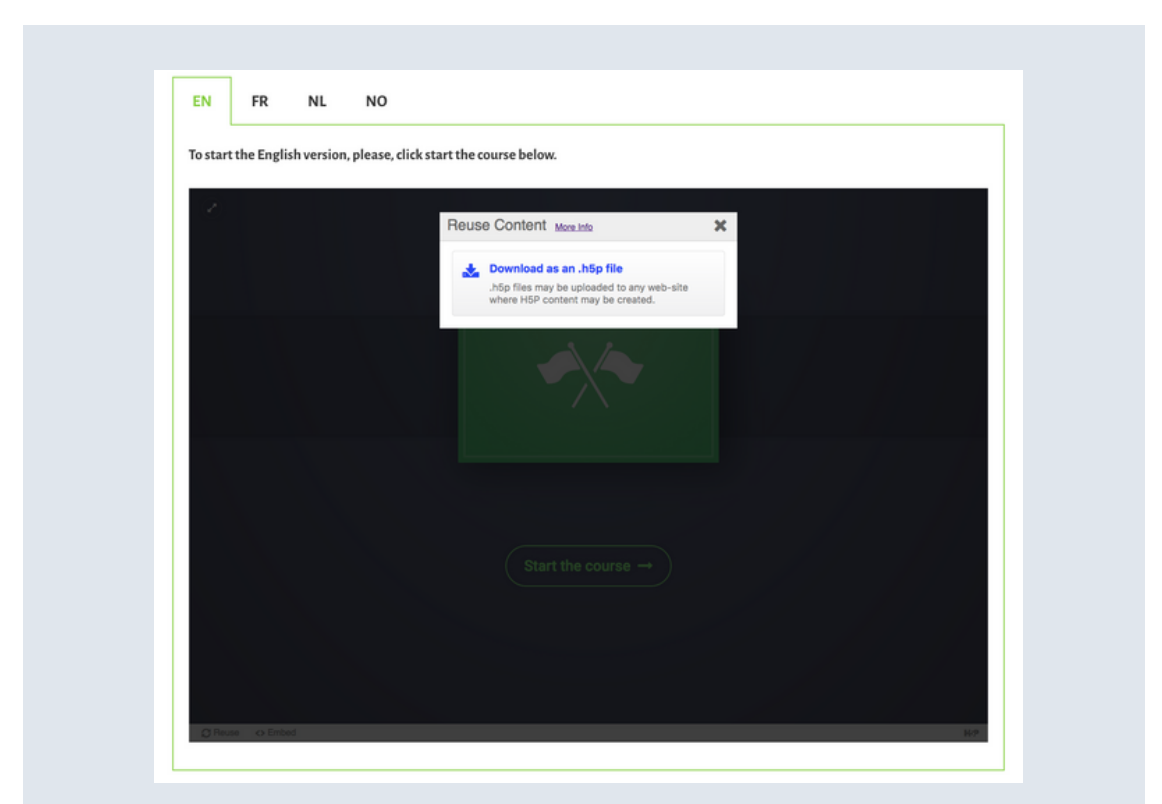 EN FR NL NO
To start the English version, please, click start the course below.
Reuse Content More Info
Download as an .h5p file
.h5p files may be uploaded to any web-site
where H5P content may be created.
Start the course
Reuse Embed H5P